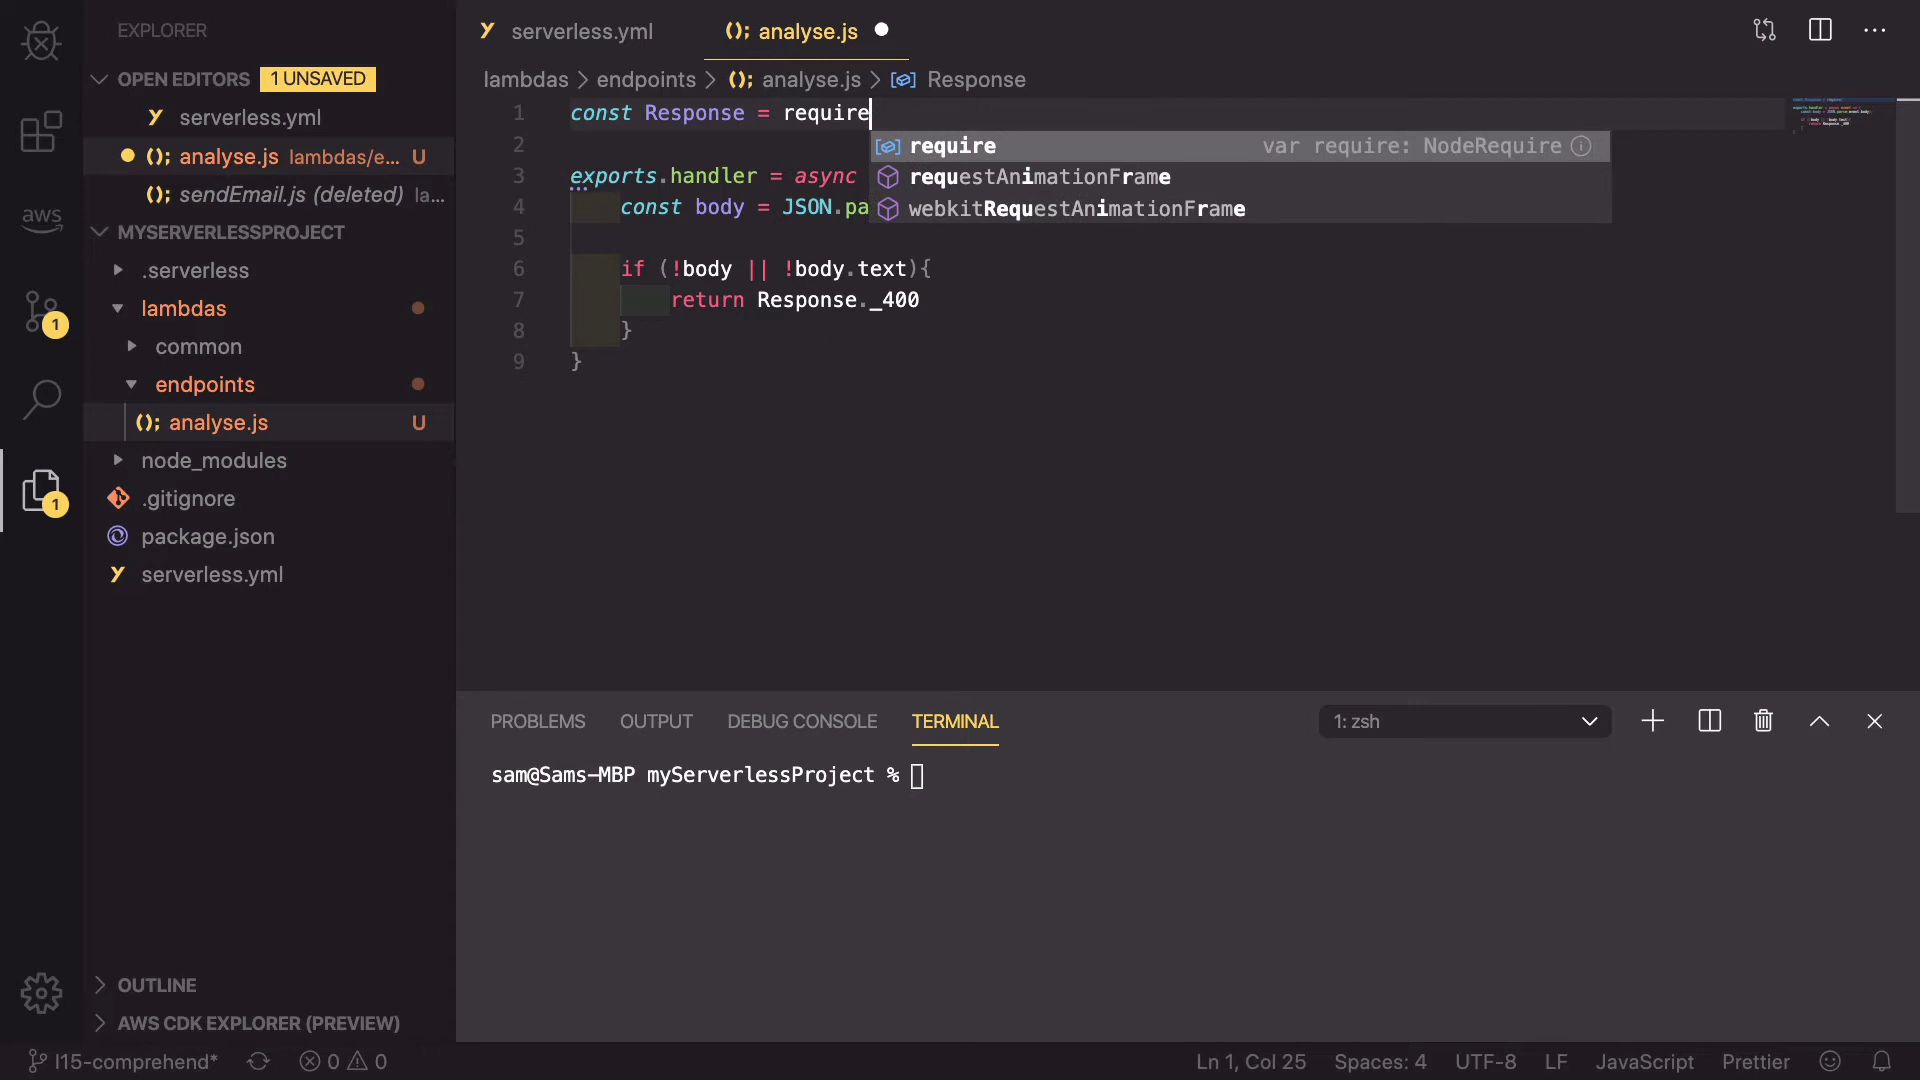 EXPLORER
OPEN EDITORS 1 UNSAVED
serverless.yml
analyse.js lambdas/e... U
sendEmail.js (deleted) la...
MYSERVERLESSPROJECT
.serverless
lambdas
common
endpoints
analyse.js U
node_modules
.gitignore
package.json
serverless.yml
OUTLINE
AWS CDK EXPLORER (PREVIEW)
aws
1
1
serverless.yml
(); analyse.js
lambdas > endpoints > (); analyse.js > Response
1 const Response = require
2
3 exports.handler = async
4 const body = JSON.pa
5
6 if (!body || !body.text){
7 return Response._400
8 }
9 }
require var require: NodeRequire
requestAnimationFrame
webkitRequestAnimationFrame
PROBLEMS OUTPUT DEBUG CONSOLE TERMINAL
1: zsh
sam@Sams-MBP myServerlessProject %
l15-comprehend* 0 0
Ln 1, Col 25 Spaces: 4 UTF-8 LF JavaScript Prettier